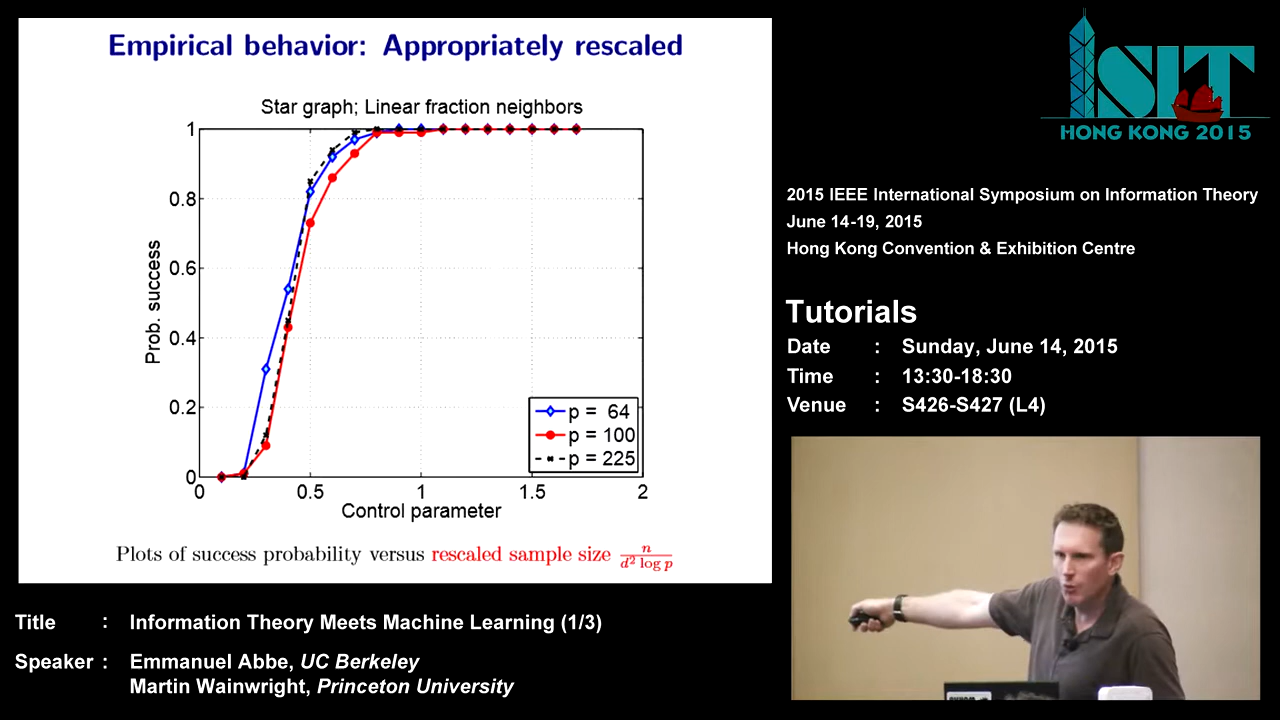 Empirical behavior: Appropriately rescaled
Star graph; Linear fraction neighbors
1
0.8
0.6
0.4
0.2
0
Prob. success
p = 64
p = 100
p = 225
0 0.5 1 1.5 2
Control parameter
Plots of success probability versus rescaled sample size n / d² log p
ISIT
HONG KONG 2015
2015 IEEE International Symposium on Information Theory
June 14-19, 2015
Hong Kong Convention & Exhibition Centre
Tutorials
Date : Sunday, June 14, 2015
Time : 13:30-18:30
Venue : S426-S427 (L4)
Title : Information Theory Meets Machine Learning (1/3)
Speaker : Emmanuel Abbe, UC Berkeley
Martin Wainwright, Princeton University